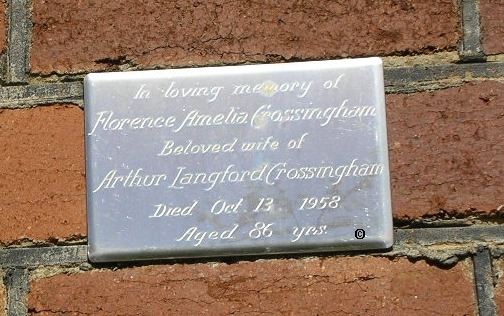 In loving memory of
Florence Amelia Crossingham
Beloved wife of
Arthur Langford Crossingham
Died Oct 13 1958
Aged 86 yrs.
©